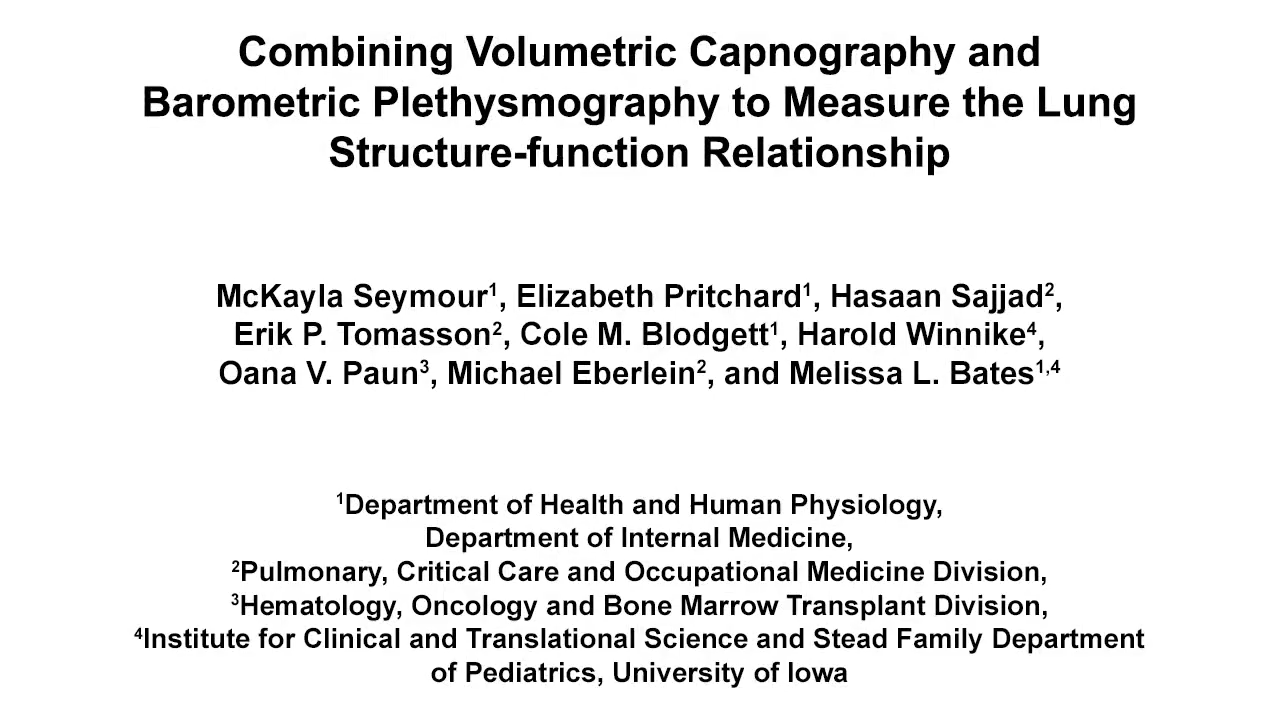 Combining Volumetric Capnography and
Barometric Plethysmography to Measure the Lung
Structure-function Relationship
McKayla Seymour¹, Elizabeth Pritchard¹, Hasaan Sajjad²,
Erik P. Tomasson², Cole M. Blodgett¹, Harold Winnike⁴,
Oana V. Paun³, Michael Eberlein², and Melissa L. Bates¹,⁴
¹Department of Health and Human Physiology,
Department of Internal Medicine,
²Pulmonary, Critical Care and Occupational Medicine Division,
³Hematology, Oncology and Bone Marrow Transplant Division,
⁴Institute for Clinical and Translational Science and Stead Family Department
of Pediatrics, University of Iowa